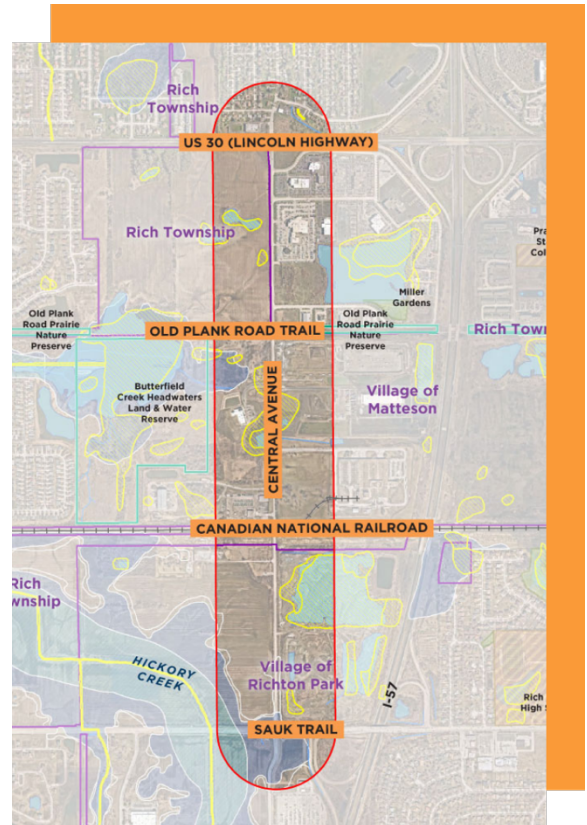 Rich
Township
US 30 (LINCOLN HIGHWAY)
Rich Township
Miller
Gardens
Old Plank
Road Prairie
Nature
Preserve
OLD PLANK ROAD TRAIL
Old Plank
Road Prairie
Nature
Preserve
Butterfield
Creek Headwaters
Land & Water
Reserve
CENTRAL AVENUE
Village of
Matteson
CANADIAN NATIONAL RAILROAD
Rich
HICKORY
CREEK
Village of
Richton Park
I-57
Rich
High
SAUK TRAIL